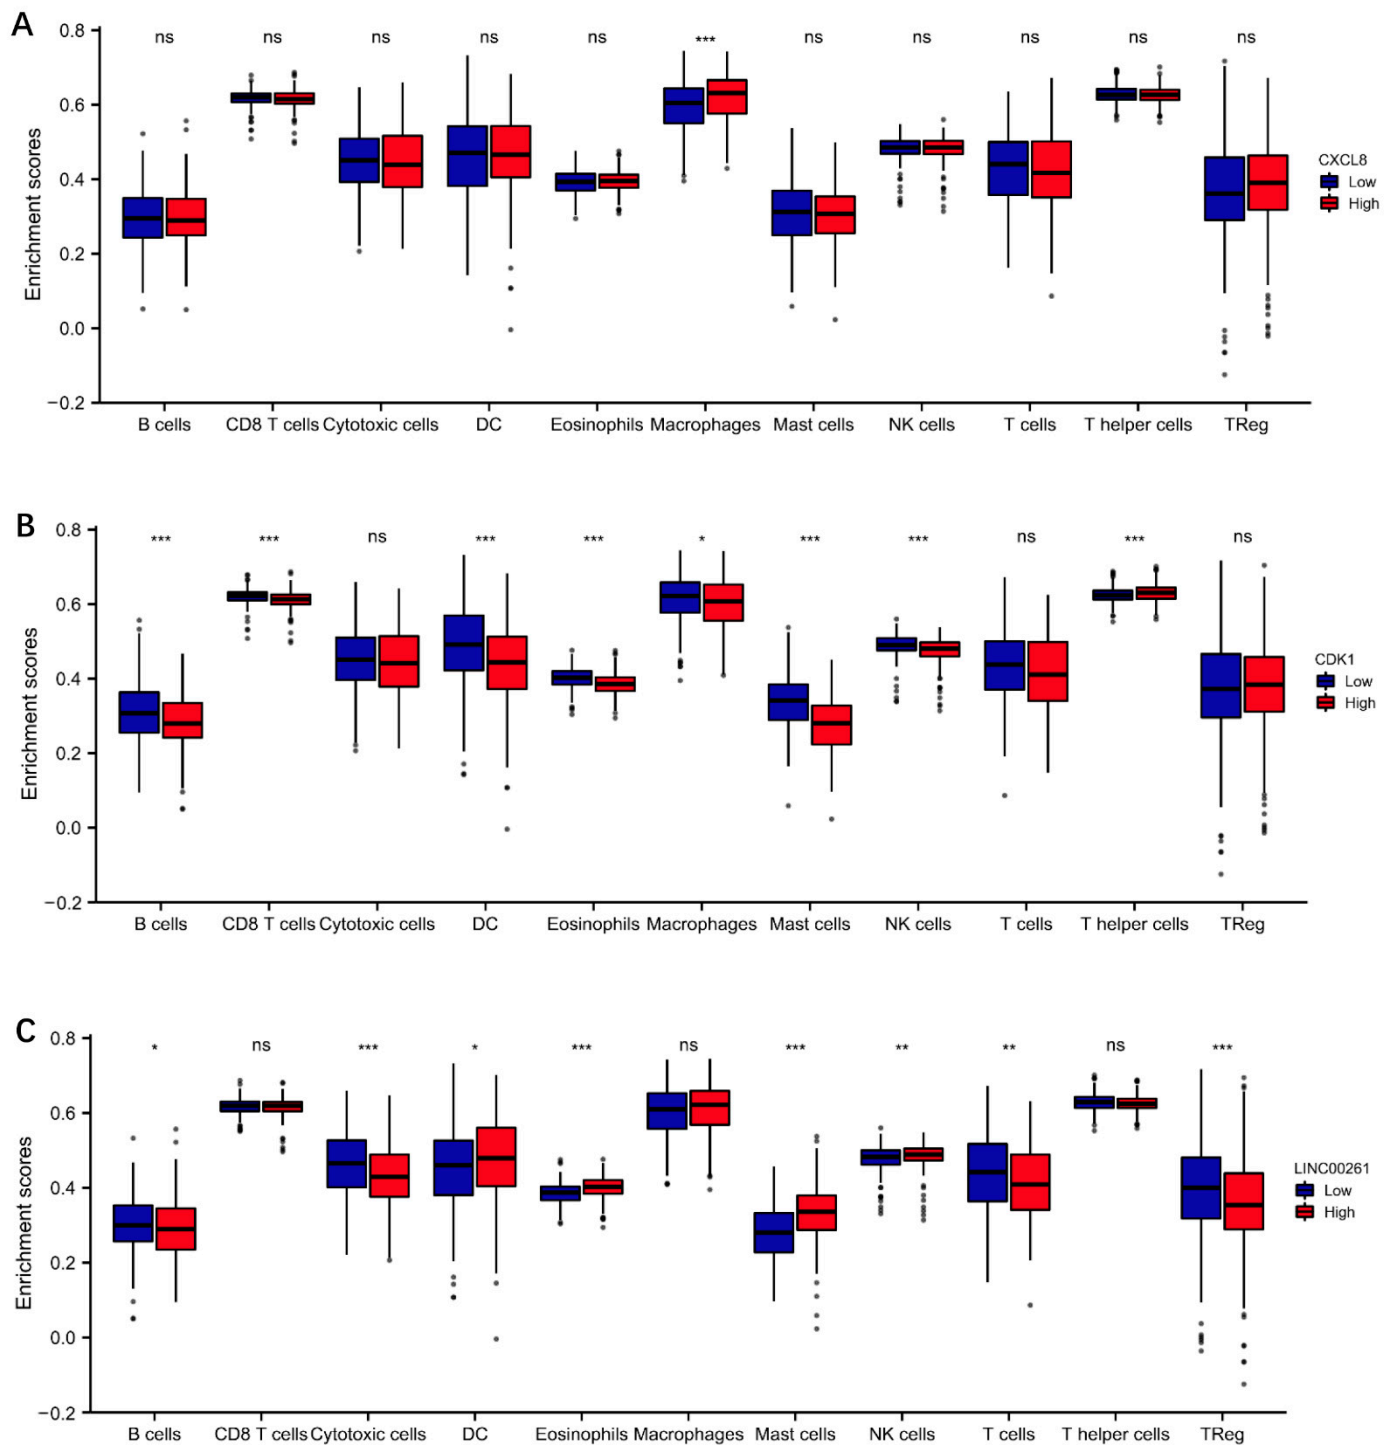 A
0.8
0.6
0.4
0.2
0.0
−0.2
Enrichment scores
ns ns ns ns ns *** ns ns ns ns ns
B cells CD8 T cells Cytotoxic cells DC Eosinophils Macrophages Mast cells NK cells T cells T helper cells TReg
CXCL8
Low
High
B
0.8
0.6
0.4
0.2
0.0
−0.2
Enrichment scores
*** *** ns *** *** * *** *** ns *** ns
B cells CD8 T cells Cytotoxic cells DC Eosinophils Macrophages Mast cells NK cells T cells T helper cells TReg
CDK1
Low
High
C
0.8
0.6
0.4
0.2
0.0
−0.2
Enrichment scores
* ns *** * *** ns *** ** ** ns ***
B cells CD8 T cells Cytotoxic cells DC Eosinophils Macrophages Mast cells NK cells T cells T helper cells TReg
LINC00261
Low
High